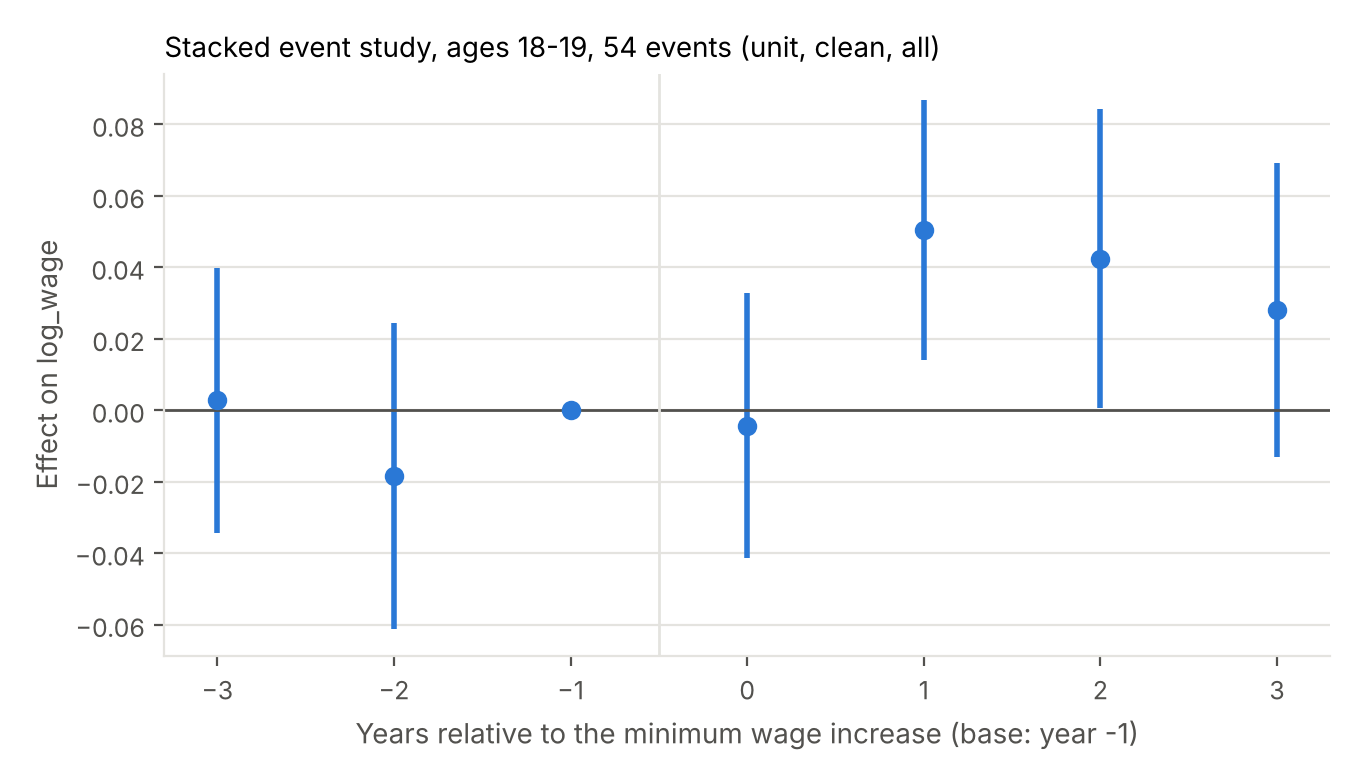 Stacked event study, ages 18-19, 54 events (unit, clean, all)
Effect on log_wage
0.08
0.06
0.04
0.02
0.00
−0.02
−0.04
−0.06
−3 −2 −1 0 1 2 3
Years relative to the minimum wage increase (base: year -1)